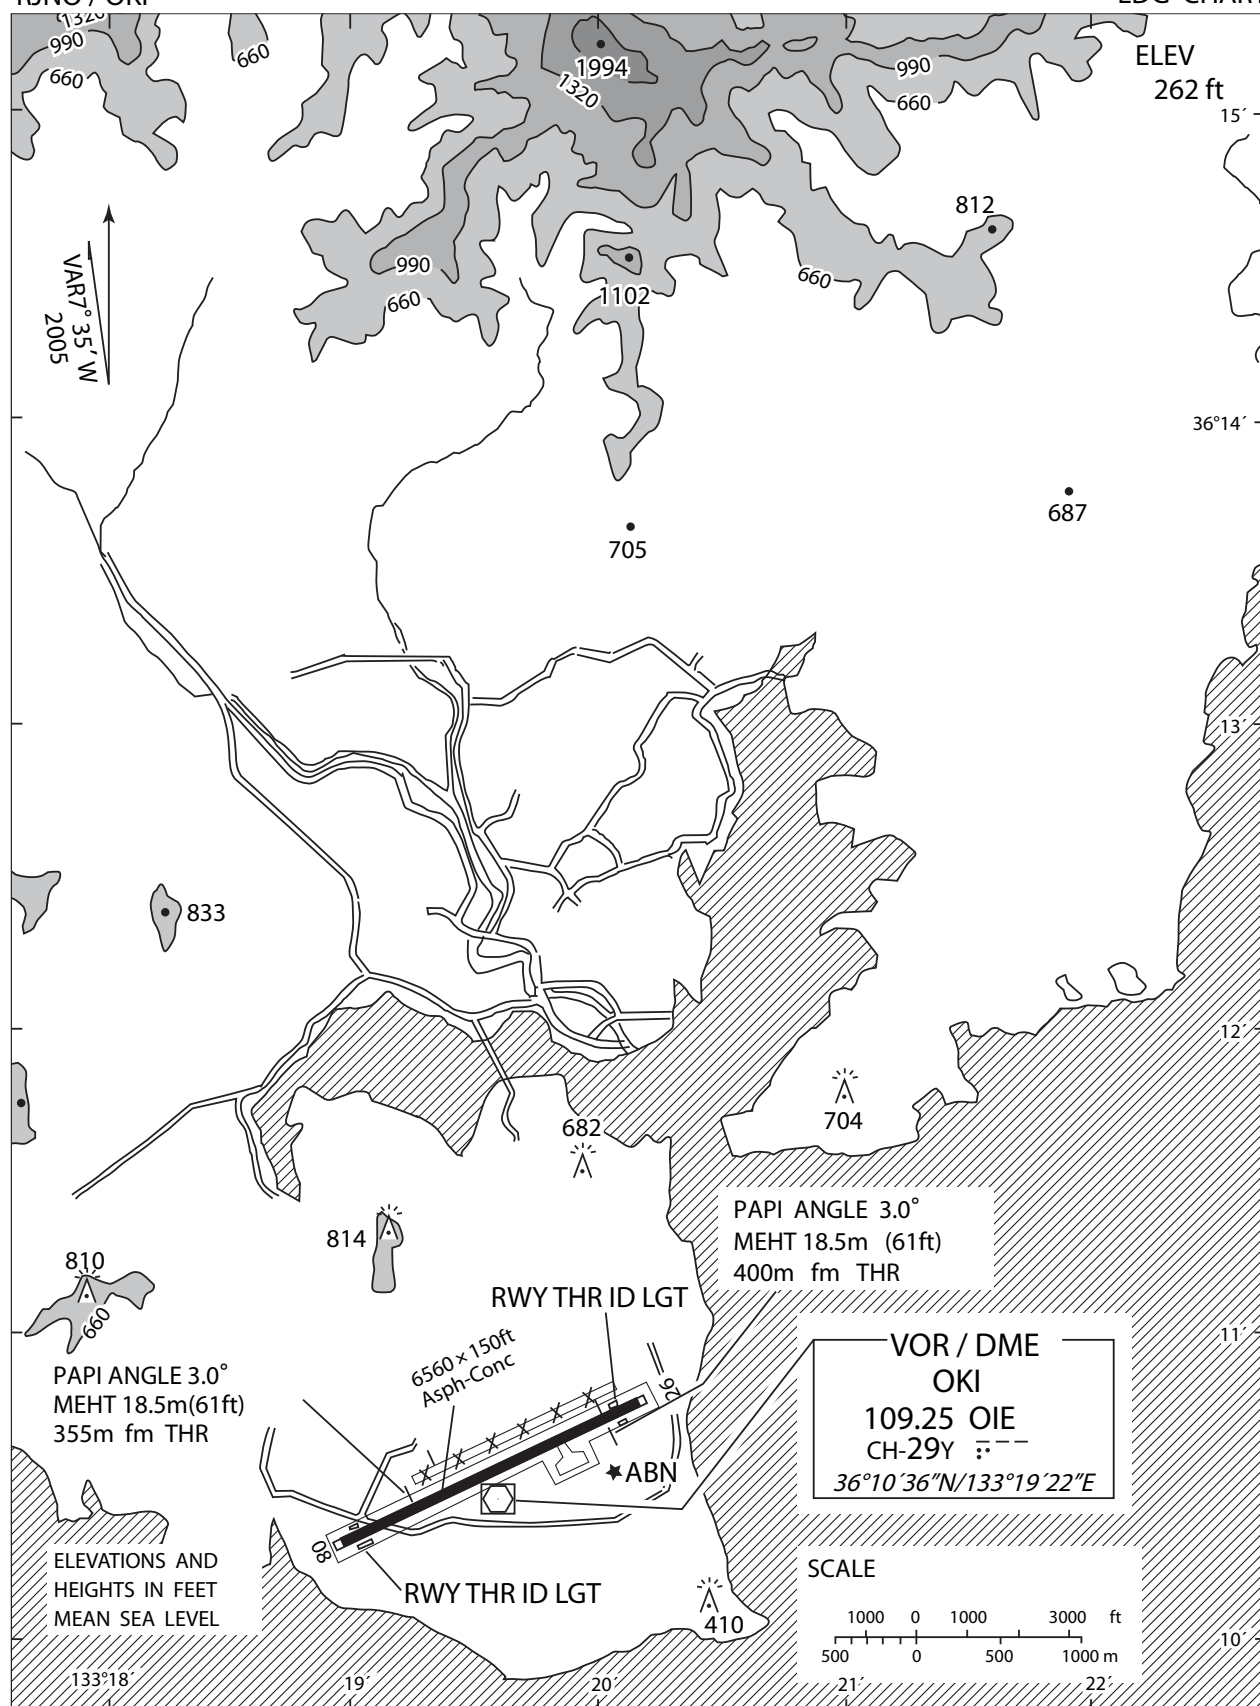 RJNO / OKI
LDG CHART
1320
990
660
660
1994
1320
990
660
ELEV
262 ft
15´
812
VAR7° 35´ W
2005
990
660
1102
660
36°14´
687
705
13´
833
12´
704
682
814
810
660
PAPI ANGLE 3.0°
MEHT 18.5m (61ft)
400m fm THR
RWY THR ID LGT
11´
6560 × 150ft
Asph-Conc
PAPI ANGLE 3.0°
MEHT 18.5m(61ft)
355m fm THR
26
VOR / DME
OKI
109.25 OIE
CH-29Y
36°10´36″N/133°19´22″E
ABN
08
ELEVATIONS AND
HEIGHTS IN FEET
MEAN SEA LEVEL
RWY THR ID LGT
410
SCALE
1000 0 1000 3000 ft
500 0 500 1000 m
10´
133°18´ 19´ 20´ 21´ 22´